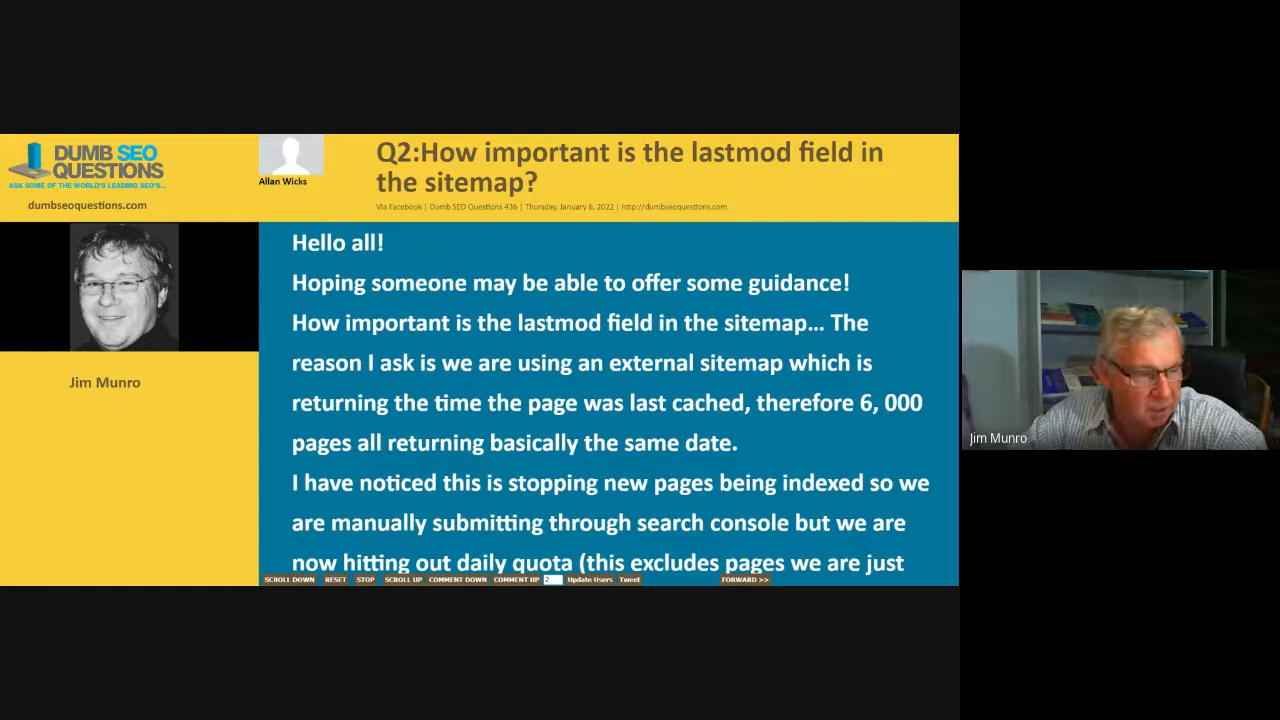 DUMB SEO
QUESTIONS
ASK SOME OF THE WORLD'S LEADING SEO'S...
dumbseoquestions.com
Allan Wicks
Q2:How important is the lastmod field in
the sitemap?
Via Facebook | Dumb SEO Questions 436 | Thursday, January 6, 2022 | http://dumbseoquestions.com
Jim Munro
Hello all!
Hoping someone may be able to offer some guidance!
How important is the lastmod field in the sitemap... The
reason I ask is we are using an external sitemap which is
returning the time the page was last cached, therefore 6, 000
pages all returning basically the same date.
I have noticed this is stopping new pages being indexed so we
are manually submitting through search console but we are
now hitting out daily quota (this excludes pages we are just
SCROLL DOWN RESET STOP SCROLL UP COMMENT DOWN COMMENT UP 2 Update Users Tweet FORWARD >>
Jim Munro